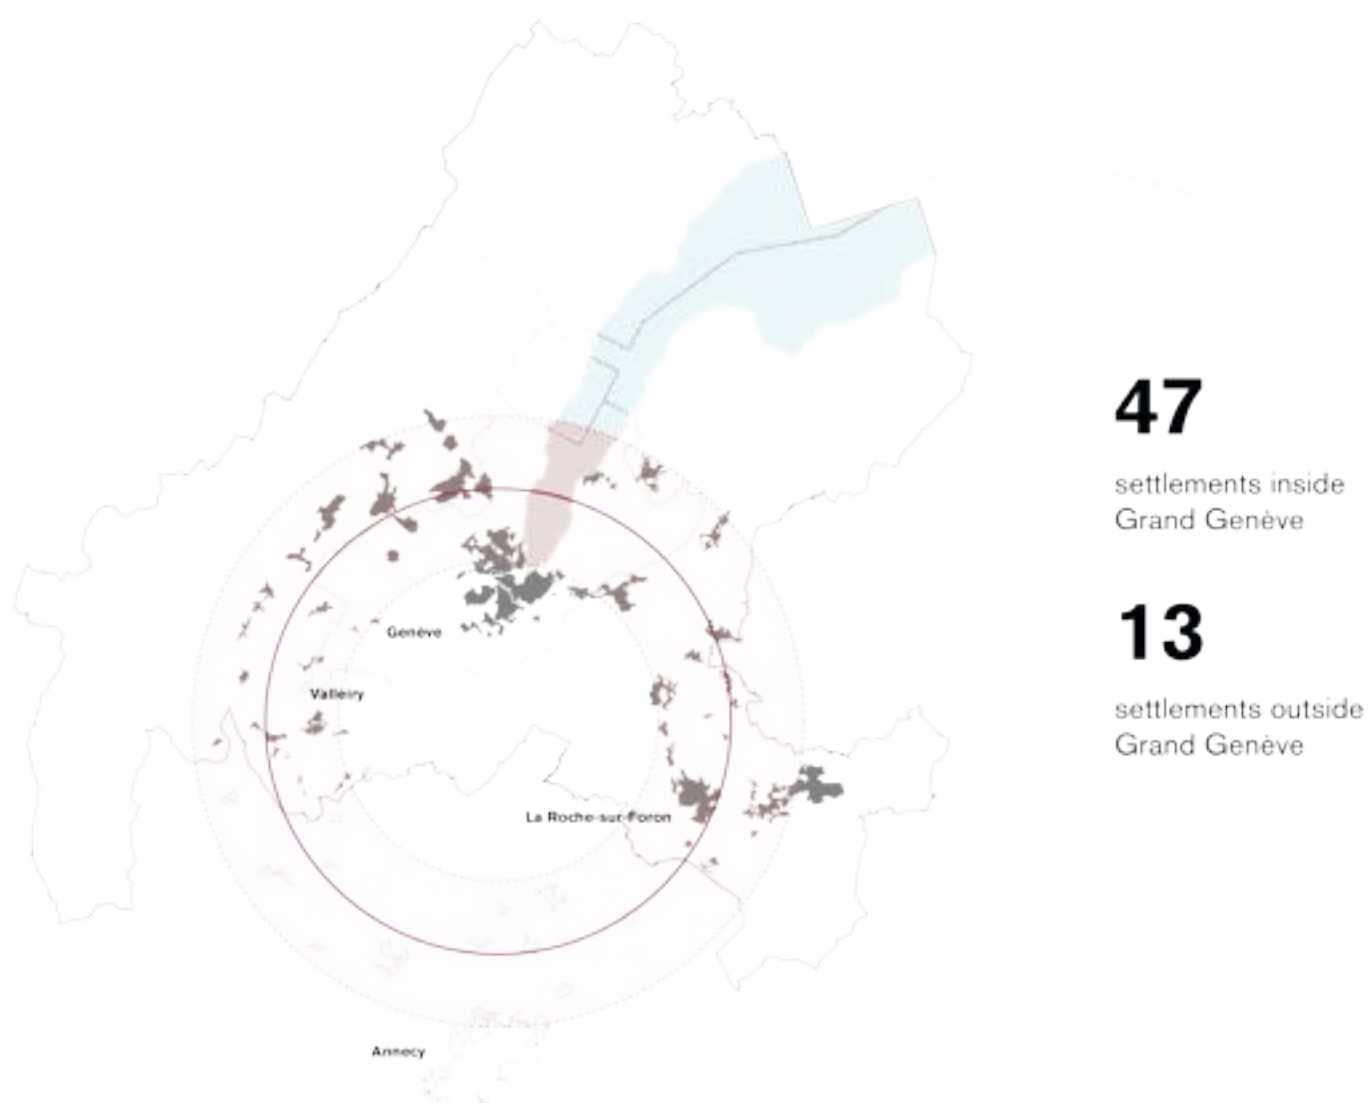 47
settlements inside
Grand Genève
13
settlements outside
Grand Genève
Genève
Valleiry
La Roche-sur-Foron
Annecy